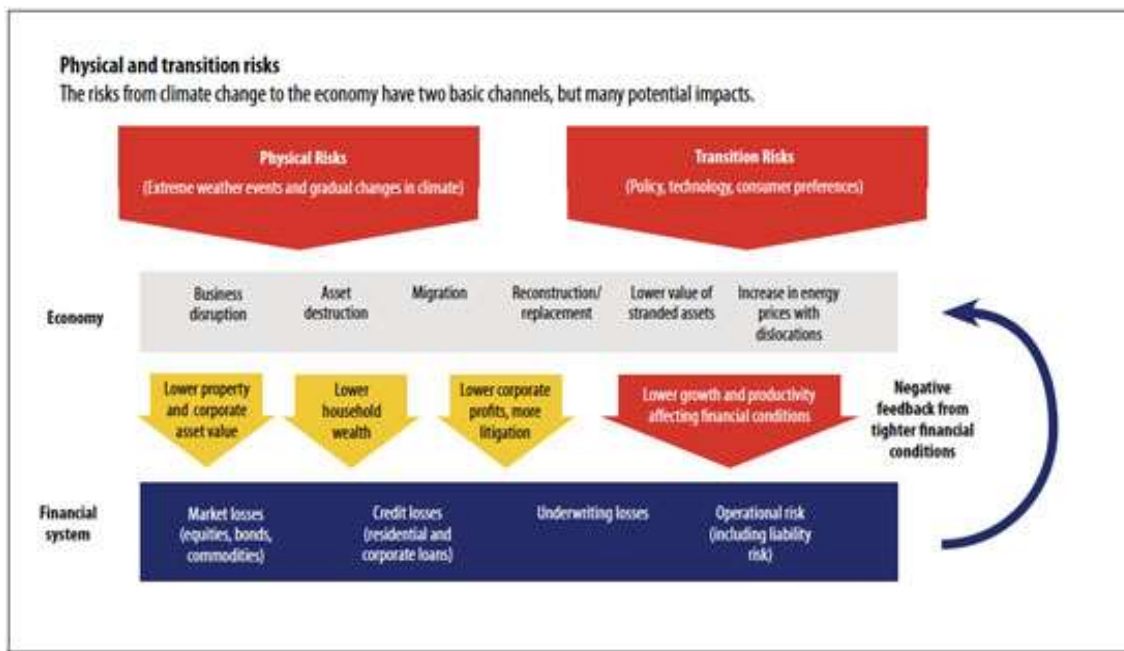 Physical and transition risks
The risks from climate change to the economy have two basic channels, but many potential impacts.
Physical Risks
(Extreme weather events and gradual changes in climate)
Transition Risks
(Policy, technology, consumer preferences)
Economy
Business
disruption
Asset
destruction
Migration
Reconstruction/
replacement
Lower value of
stranded assets
Increase in energy
prices with
dislocations
Lower property
and corporate
asset value
Lower
household
wealth
Lower corporate
profits, more
litigation
Lower growth and productivity
affecting financial conditions
Negative
feedback from
tighter financial
conditions
Financial
system
Market losses
(equities, bonds,
commodities)
Credit losses
(residential and
corporate loans)
Underwriting losses
Operational risk
(including liability
risk)